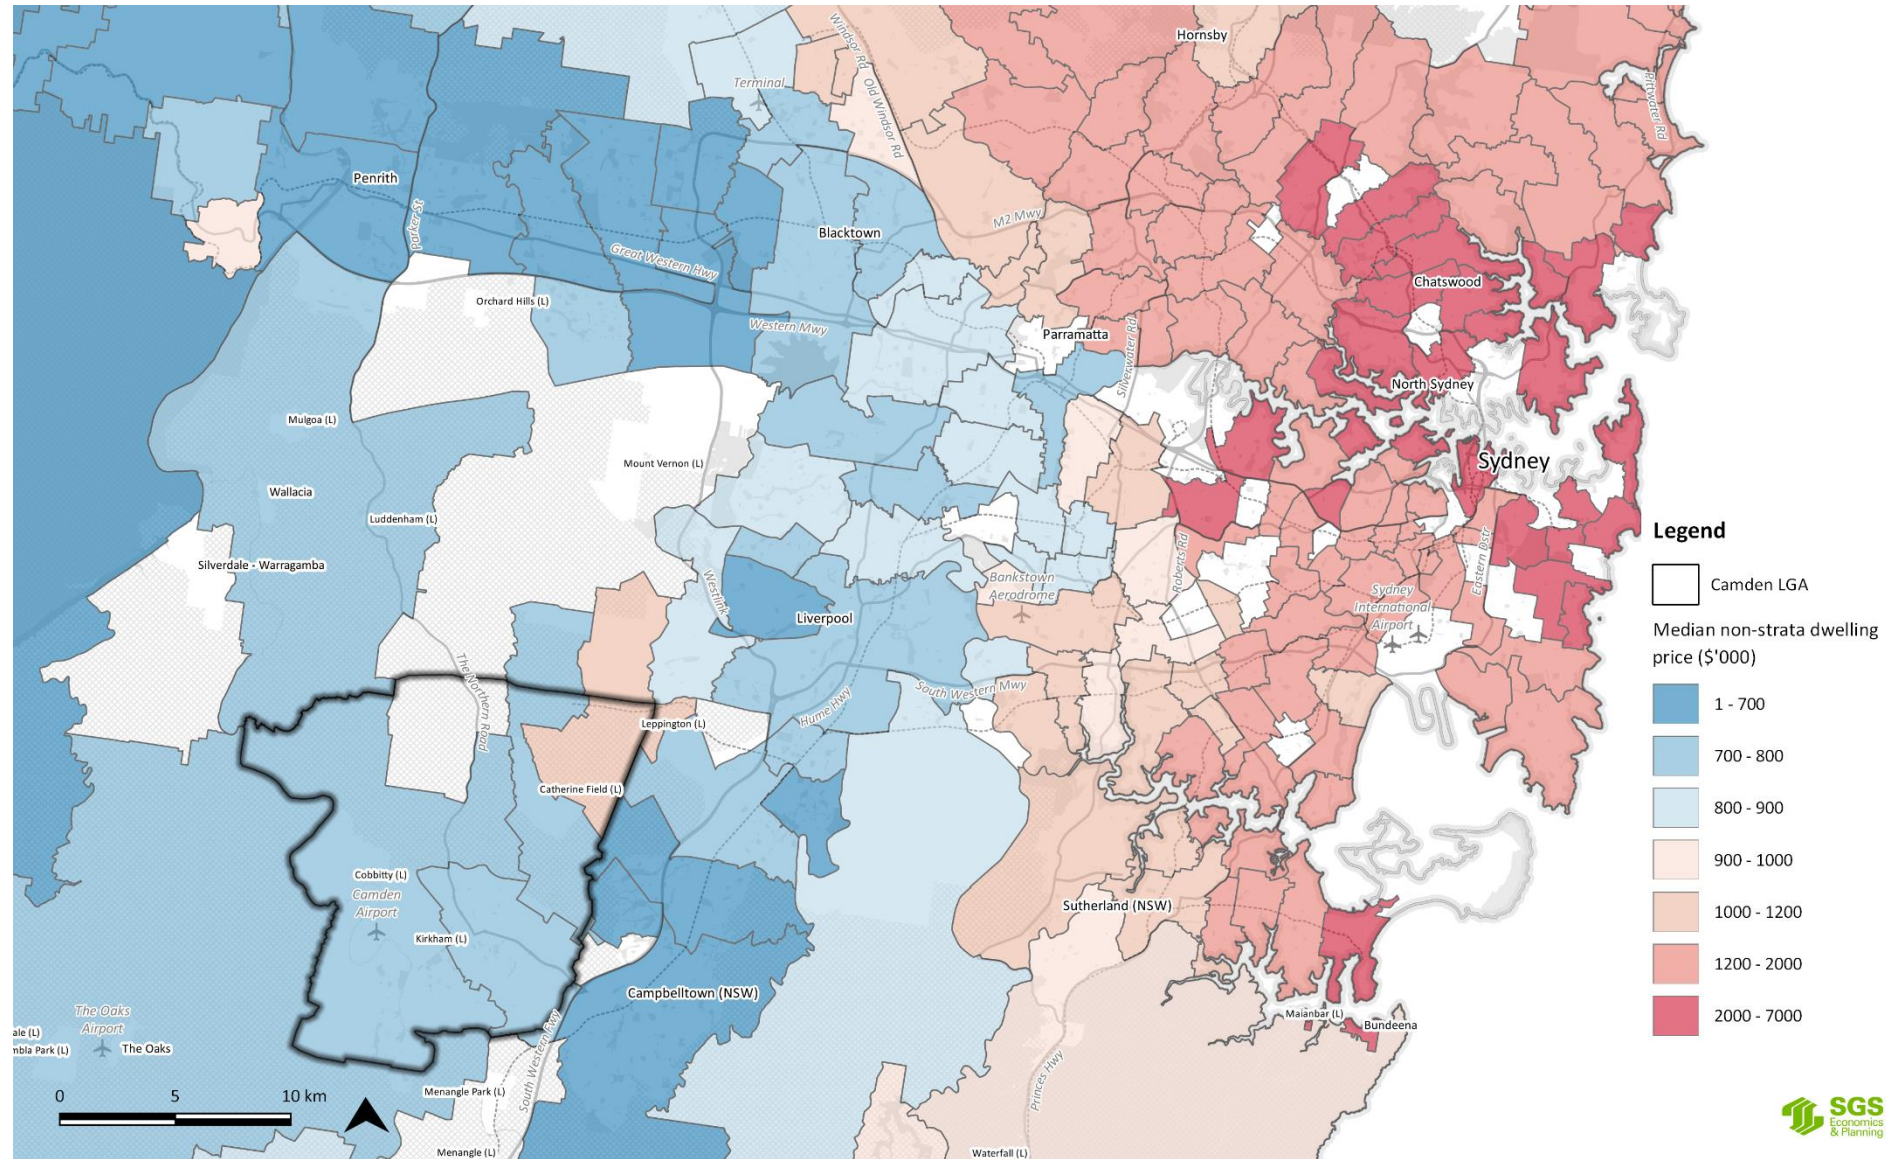 Hornsby
Windsor Rd
Old Windsor Rd
Pittwater Rd
Terminal
Penrith
Parker St
Blacktown
M2 Mwy
Great Western Hwy
Chatswood
Orchard Hills (L)
Western Mwy
Parramatta
Silverwater Rd
North Sydney
Mulgoa (L)
Mount Vernon (L)
Sydney
Wallacia
Luddenham (L)
Silverdale - Warragamba
Westlink
Bankstown
Aerodrome
Roberts Rd
Eastern Dstr
Liverpool
Sydney
International
Airport
The Northern Road
South Western Mwy
Hume Hwy
Leppington (L)
Catherine Field (L)
Cobbitty (L)
Camden
Airport
Kirkham (L)
Sutherland (NSW)
Campbelltown (NSW)
The Oaks
Airport
The Oaks
ale (L)
mbla Park (L)
Maianbar (L)
Bundeena
Menangle Park (L)
South Western Fwy
Princes Hwy
Menangle (L)
Waterfall (L)
0 5 10 km
Legend
Camden LGA
Median non-strata dwelling
price ($'000)
1 - 700
700 - 800
800 - 900
900 - 1000
1000 - 1200
1200 - 2000
2000 - 7000
SGS
Economics
& Planning